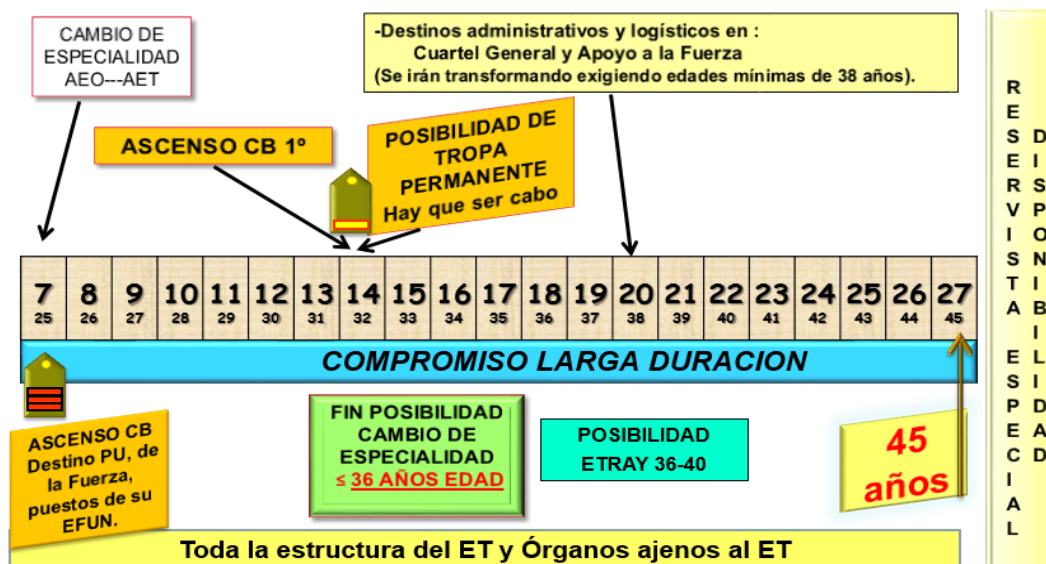 CAMBIO DE
ESPECIALIDAD
AEO---AET
-Destinos administrativos y logísticos en :
Cuartel General y Apoyo a la Fuerza
(Se irán transformando exigiendo edades mínimas de 38 años).
ASCENSO CB 1º
POSIBILIDAD DE
TROPA
PERMANENTE
Hay que ser cabo
7 8 9 10 11 12 13 14 15 16 17 18 19 20 21 22 23 24 25 26 27
25 26 27 28 29 30 31 32 33 34 35 36 37 38 39 40 41 42 43 44 45
COMPROMISO LARGA DURACION
ASCENSO CB
Destino PU, de
la Fuerza,
puestos de su
EFUN.
FIN POSIBILIDAD
CAMBIO DE
ESPECIALIDAD
≤ 36 AÑOS EDAD
POSIBILIDAD
ETRAY 36-40
45
años
Toda la estructura del ET y Órganos ajenos al ET
RESERVISTA ESPECIAL
DISPONIBILIDAD